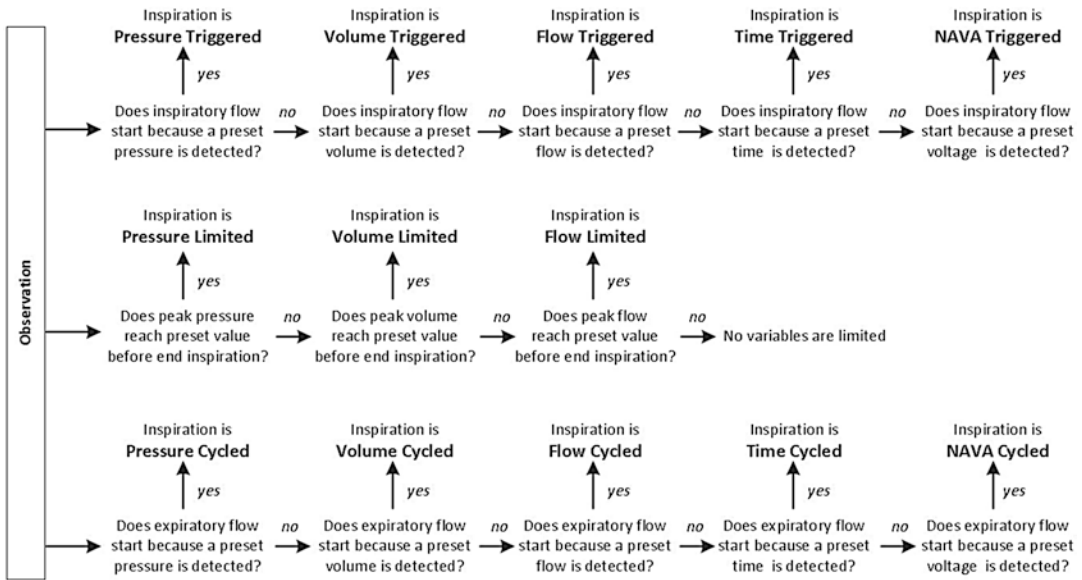 Inspiration is
Pressure Triggered
Inspiration is
Volume Triggered
Inspiration is
Flow Triggered
Inspiration is
Time Triggered
Inspiration is
NAVA Triggered
yes
yes
yes
yes
yes
Does inspiratory flow
start because a preset
pressure is detected?
no
Does inspiratory flow
start because a preset
volume is detected?
no
Does inspiratory flow
start because a preset
flow is detected?
no
Does inspiratory flow
start because a preset
time is detected?
no
Does inspiratory flow
start because a preset
voltage is detected?
Observation
Inspiration is
Pressure Limited
Inspiration is
Volume Limited
Inspiration is
Flow Limited
yes
yes
yes
Does peak pressure
reach preset value
before end inspiration?
no
Does peak volume
reach preset value
before end inspiration?
no
Does peak flow
reach preset value
before end inspiration?
no
No variables are limited
Inspiration is
Pressure Cycled
Inspiration is
Volume Cycled
Inspiration is
Flow Cycled
Inspiration is
Time Cycled
Inspiration is
NAVA Cycled
yes
yes
yes
yes
yes
Does expiratory flow
start because a preset
pressure is detected?
no
Does expiratory flow
start because a preset
volume is detected?
no
Does expiratory flow
start because a preset
flow is detected?
no
Does expiratory flow
start because a preset
time is detected?
no
Does expiratory flow
start because a preset
voltage is detected?